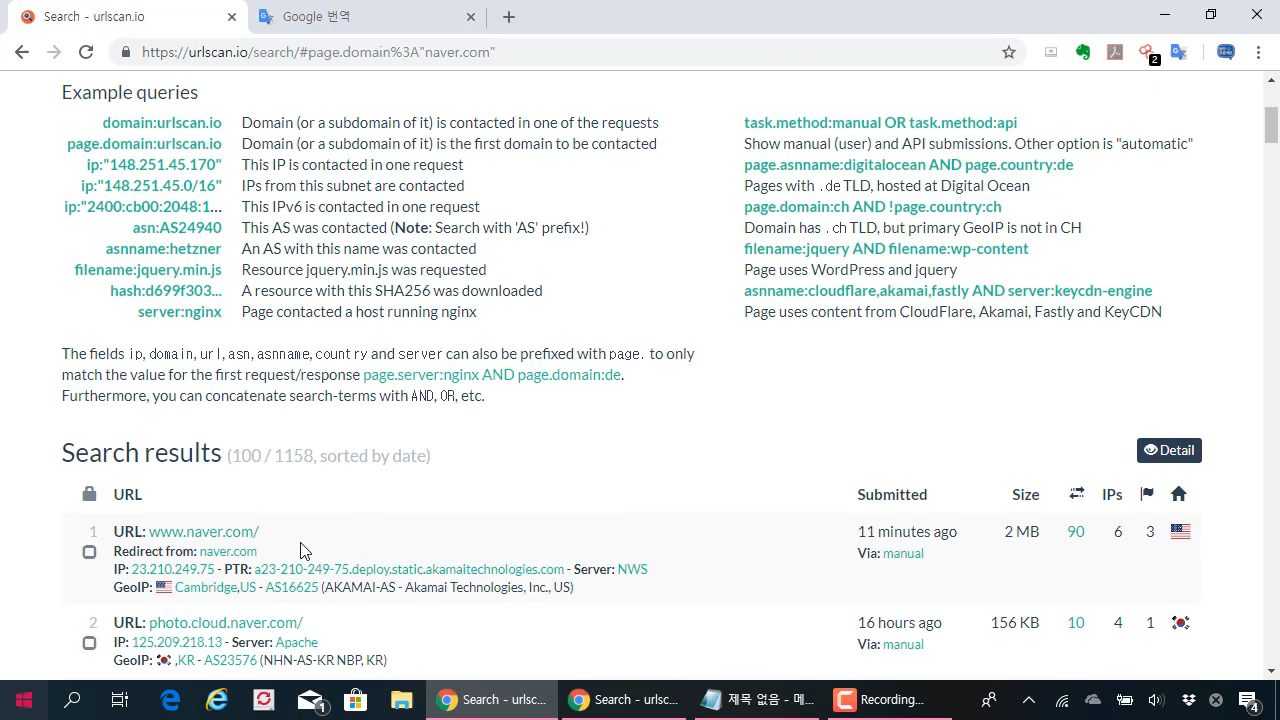 Search - urlscan.io
Google 번역
https://urlscan.io/search/#page.domain%3A"naver.com"
2
Example queries
domain:urlscan.io Domain (or a subdomain of it) is contacted in one of the requests
page.domain:urlscan.io Domain (or a subdomain of it) is the first domain to be contacted
ip:"148.251.45.170" This IP is contacted in one request
ip:"148.251.45.0/16" IPs from this subnet are contacted
ip:"2400:cb00:2048:1... This IPv6 is contacted in one request
asn:AS24940 This AS was contacted (Note: Search with 'AS' prefix!)
asnname:hetzner An AS with this name was contacted
filename:jquery.min.js Resource jquery.min.js was requested
hash:d699f303... A resource with this SHA256 was downloaded
server:nginx Page contacted a host running nginx
task.method:manual OR task.method:api
Show manual (user) and API submissions. Other option is "automatic"
page.asnname:digitalocean AND page.country:de
Pages with .de TLD, hosted at Digital Ocean
page.domain:ch AND !page.country:ch
Domain has .ch TLD, but primary GeoIP is not in CH
filename:jquery AND filename:wp-content
Page uses WordPress and jquery
asnname:cloudflare,akamai,fastly AND server:keycdn-engine
Page uses content from CloudFlare, Akamai, Fastly and KeyCDN
The fields ip, domain, url, asn, asnname, country and server can also be prefixed with page. to only
match the value for the first request/response page.server:nginx AND page.domain:de.
Furthermore, you can concatenate search-terms with AND, OR, etc.
Search results (100 / 1158, sorted by date)
Detail
URL Submitted Size IPs
1 URL: www.naver.com/ 11 minutes ago 2 MB 90 6 3
Redirect from: naver.com Via: manual
IP: 23.210.249.75 - PTR: a23-210-249-75.deploy.static.akamaitechnologies.com - Server: NWS
GeoIP: Cambridge,US - AS16625 (AKAMAI-AS - Akamai Technologies, Inc., US)
2 URL: photo.cloud.naver.com/ 16 hours ago 156 KB 10 4 1
IP: 125.209.218.13 - Server: Apache Via: manual
GeoIP: ,KR - AS23576 (NHN-AS-KR NBP, KR)
1 Search - urlsc... Search - urlsc... 제목 없음 - 메... Recording... 4